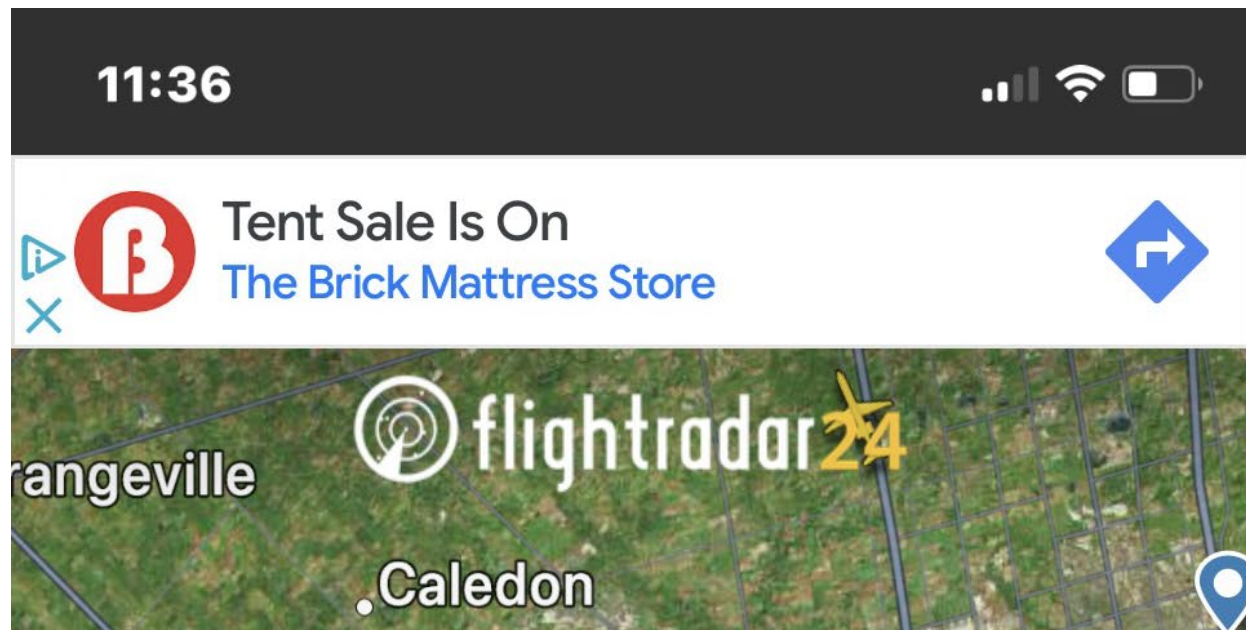 11:36
Tent Sale Is On
The Brick Mattress Store
flightradar24
rangeville
Caledon